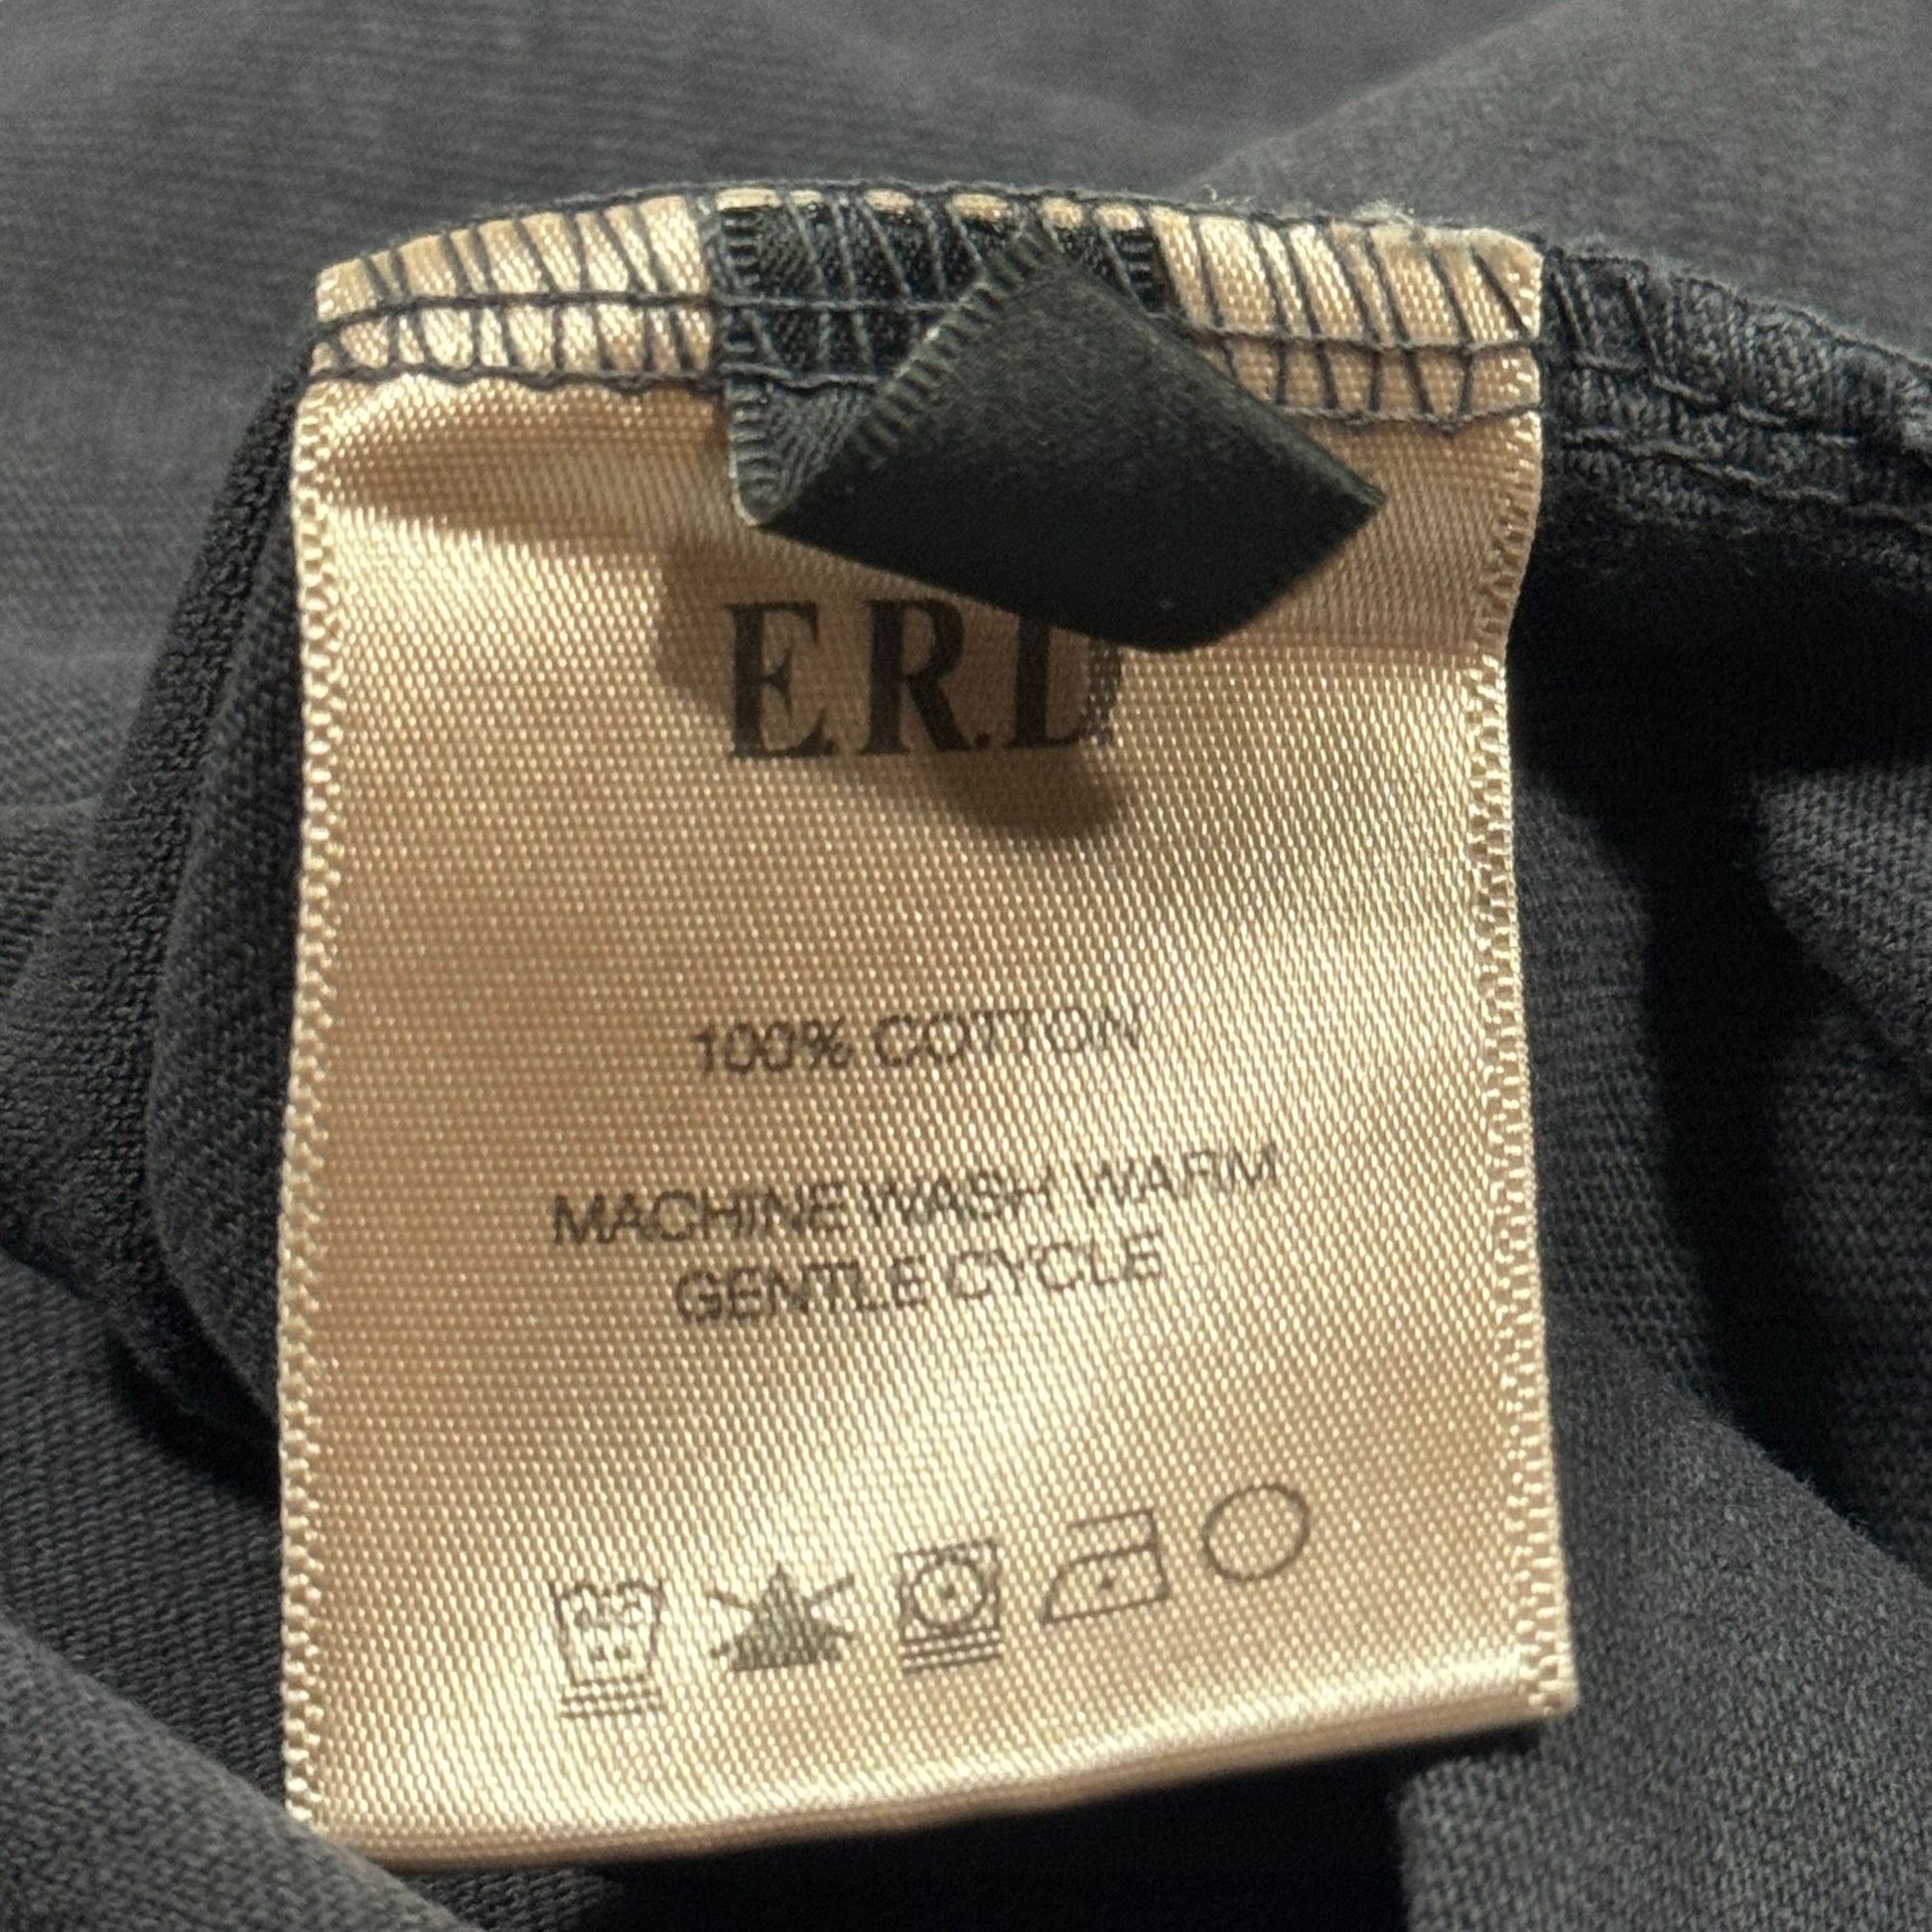 E.R.D.
100% COTTON
MACHINE WASH WARM
GENTLE CYCLE